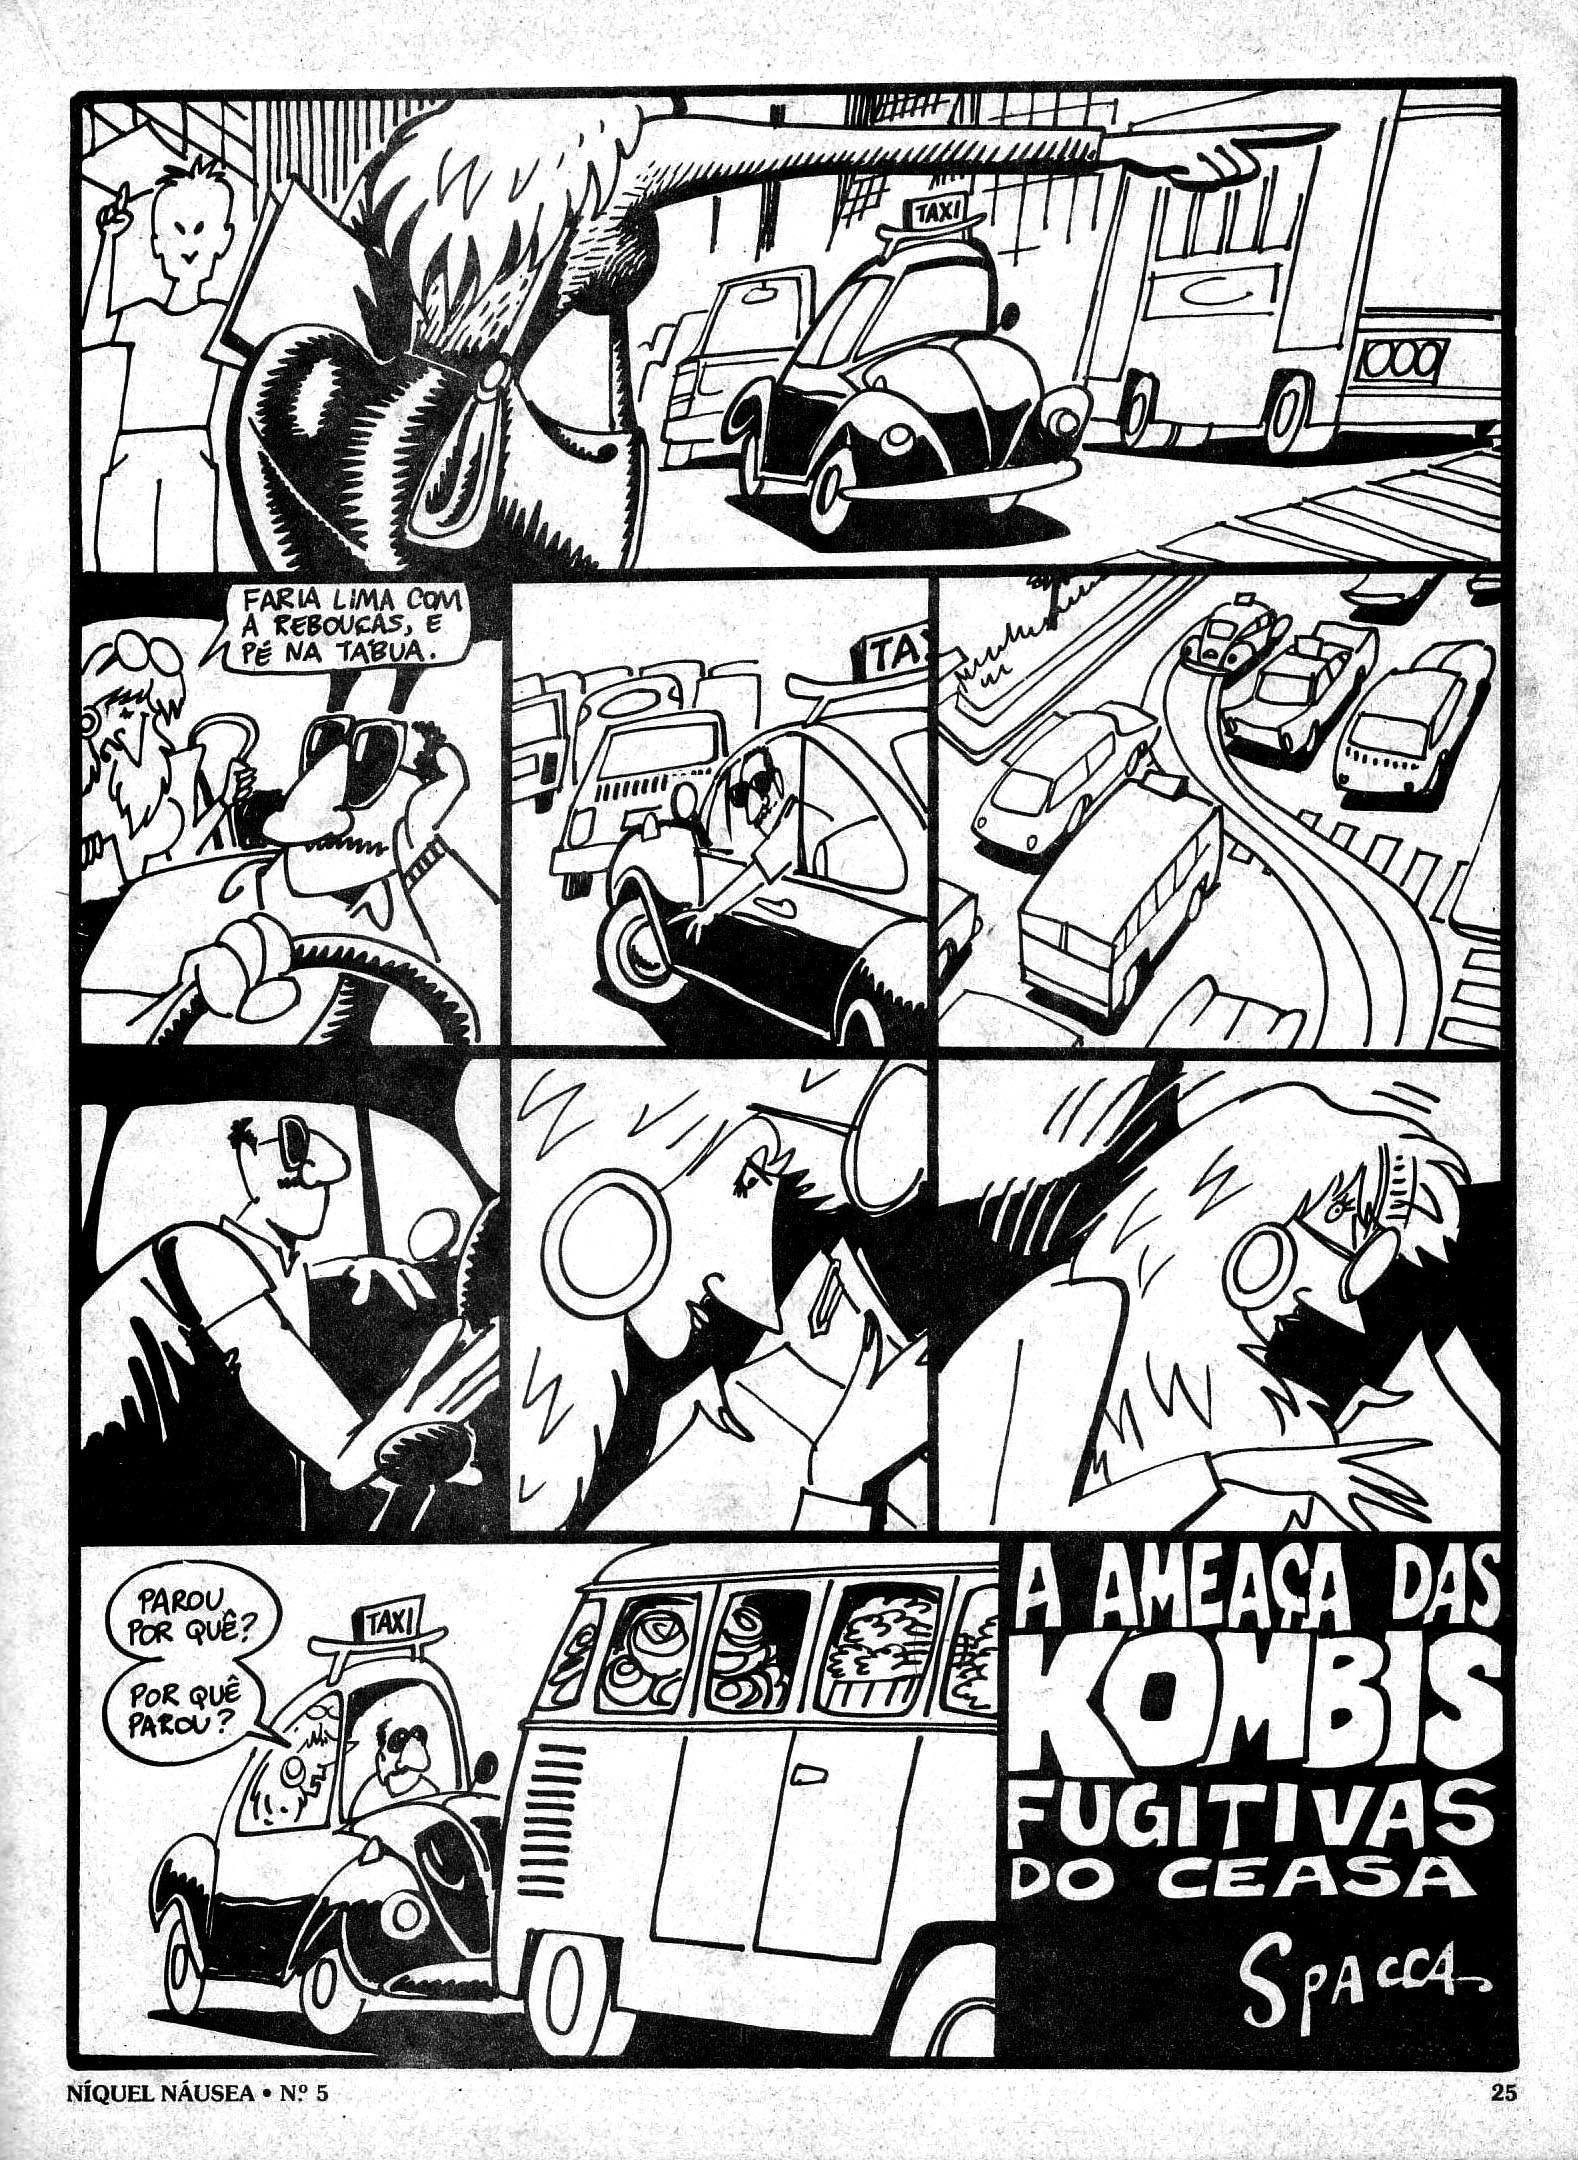 TAXI
FARIA LIMA COM
A REBOUÇAS, E
PÉ NA TÁBUA.
TAX
PAROU
POR QUÊ?
POR QUÊ
PAROU?
TAXI
A AMEAÇA DAS
KOMBIS
FUGITIVAS
DO CEASA
SPACCA
NÍQUEL NÁUSEA • Nº 5
25